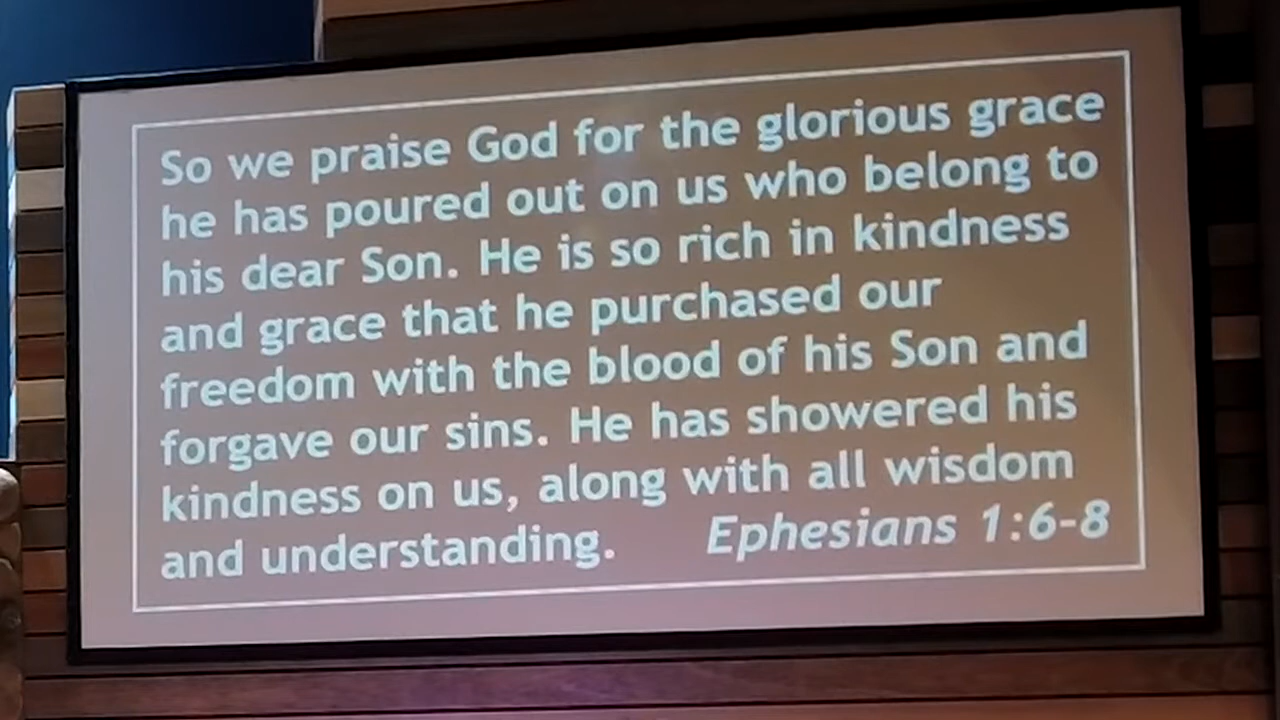 So we praise God for the glorious grace
he has poured out on us who belong to
his dear Son. He is so rich in kindness
and grace that he purchased our
freedom with the blood of his Son and
forgave our sins. He has showered his
kindness on us, along with all wisdom
and understanding. Ephesians 1:6-8